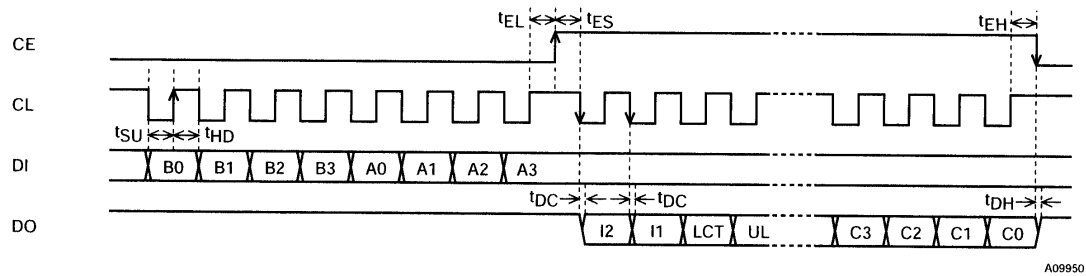 tEL tES tEH
CE
CL
tSU tHD
DI B0 B1 B2 B3 A0 A1 A2 A3
tDC tDC tDH
DO I2 I1 LCT UL C3 C2 C1 C0
A09950